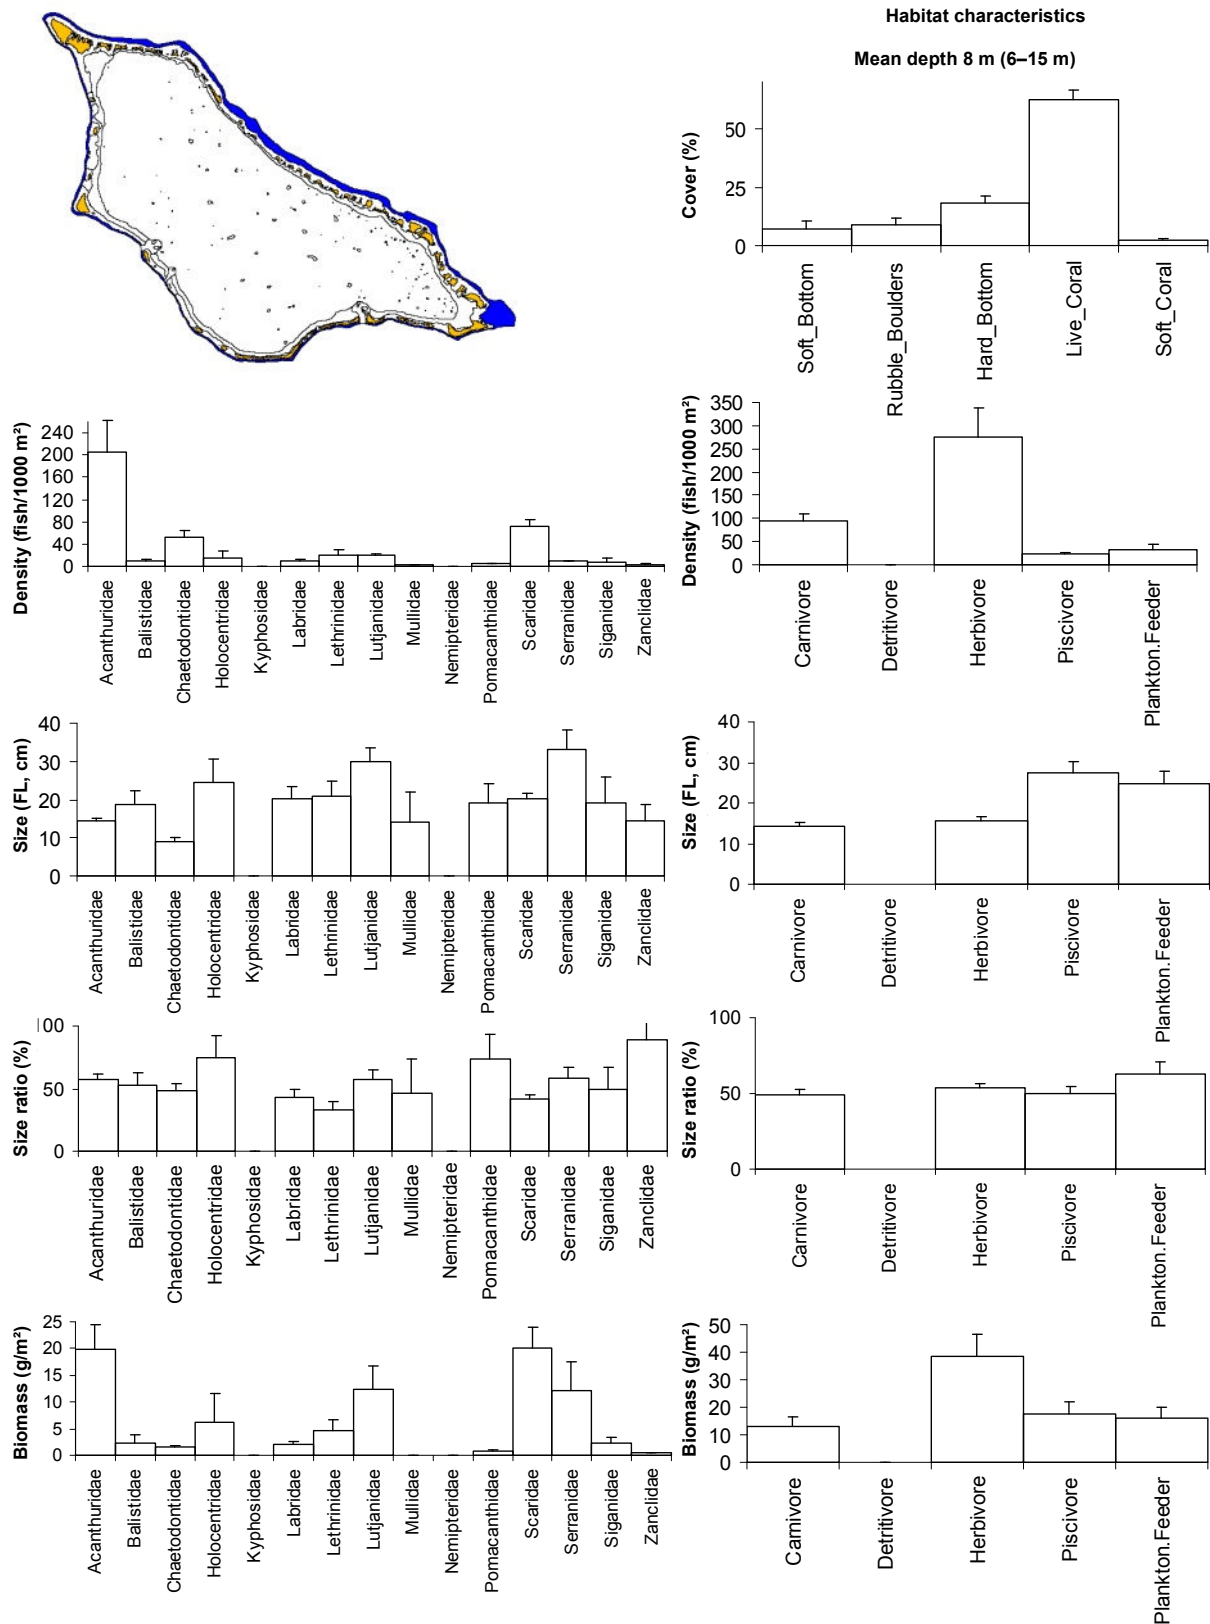 Habitat characteristics
Mean depth 8 m (6–15 m)
Cover (%)
50
25
0
Soft_Bottom
Rubble_Boulders
Hard_Bottom
Live_Coral
Soft_Coral
Density (fish/1000 m²)
240
200
160
120
80
40
0
Acanthuridae
Balistidae
Chaetodontidae
Holocentridae
Kyphosidae
Labridae
Lethrinidae
Lutjanidae
Mullidae
Nemipteridae
Pomacanthidae
Scaridae
Serranidae
Siganidae
Zanclidae
Density (fish/1000 m²)
350
300
250
200
150
100
50
0
Carnivore
Detritivore
Herbivore
Piscivore
Plankton.Feeder
Size (FL, cm)
40
30
20
10
0
Acanthuridae
Balistidae
Chaetodontidae
Holocentridae
Kyphosidae
Labridae
Lethrinidae
Lutjanidae
Mullidae
Nemipteridae
Pomacanthidae
Scaridae
Serranidae
Siganidae
Zanclidae
Size (FL, cm)
40
30
20
10
0
Carnivore
Detritivore
Herbivore
Piscivore
Plankton.Feeder
Size ratio (%)
100
50
0
Acanthuridae
Balistidae
Chaetodontidae
Holocentridae
Kyphosidae
Labridae
Lethrinidae
Lutjanidae
Mullidae
Nemipteridae
Pomacanthidae
Scaridae
Serranidae
Siganidae
Zanclidae
Size ratio (%)
100
50
0
Carnivore
Detritivore
Herbivore
Piscivore
Plankton.Feeder
Biomass (g/m²)
25
20
15
10
5
0
Acanthuridae
Balistidae
Chaetodontidae
Holocentridae
Kyphosidae
Labridae
Lethrinidae
Lutjanidae
Mullidae
Nemipteridae
Pomacanthidae
Scaridae
Serranidae
Siganidae
Zanclidae
Biomass (g/m²)
50
40
30
20
10
0
Carnivore
Detritivore
Herbivore
Piscivore
Plankton.Feeder